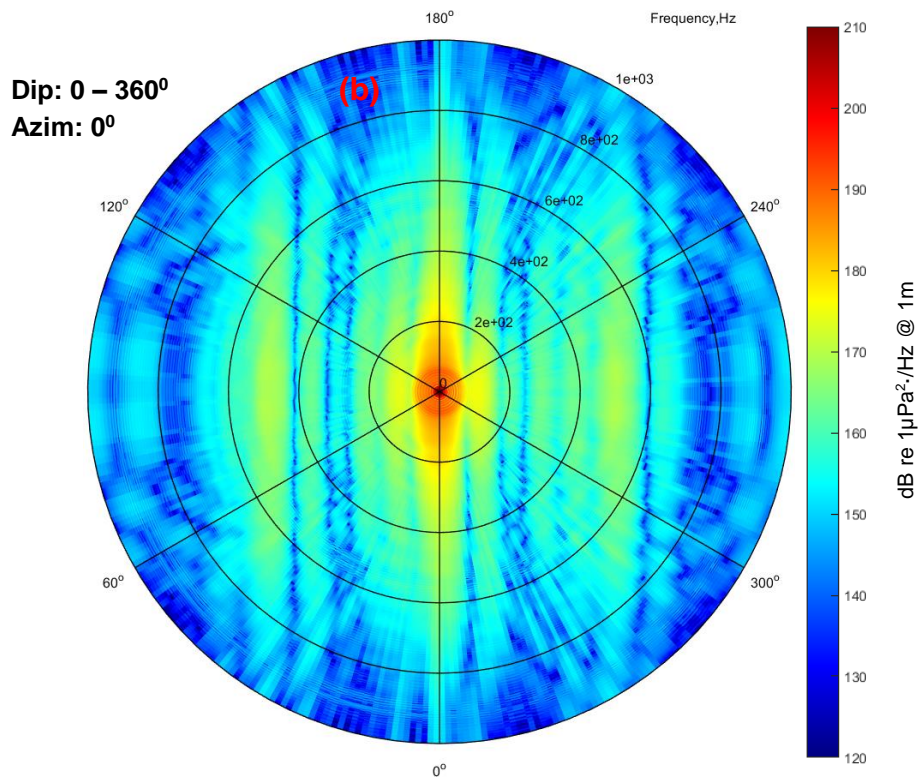 180°
Frequency,Hz
210
Dip: 0 – 360⁰
Azim: 0⁰
(b)
1e+03
200
8e+02
190
120°
6e+02
240°
180
4e+02
2e+02
170
0
160
dB re 1µPa²·/Hz @ 1m
150
60°
300°
140
130
0°
120